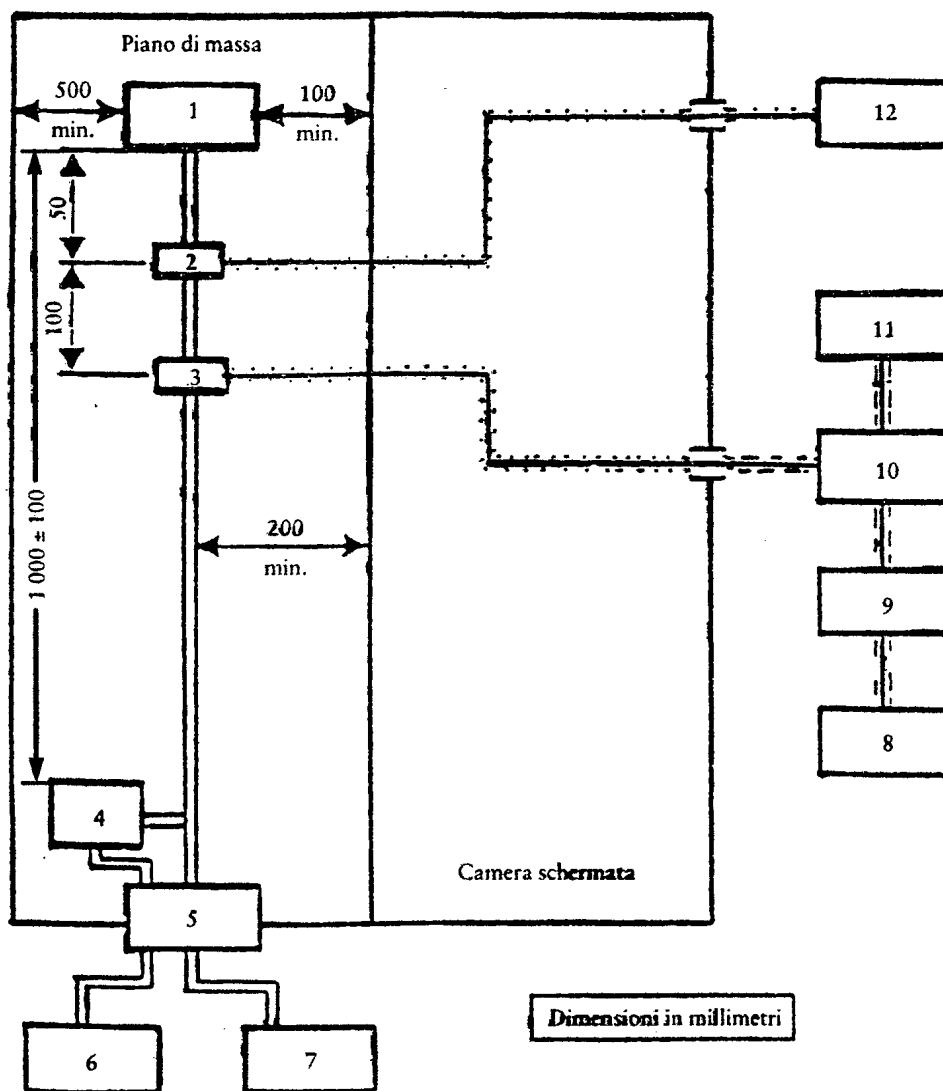 Piano di massa
500
min.
1
100
min.
12
50
2
100
3
11
10
1 000 ± 100
200
min.
9
8
4
5
Camera schermata
6
7
Dimensioni in millimetri